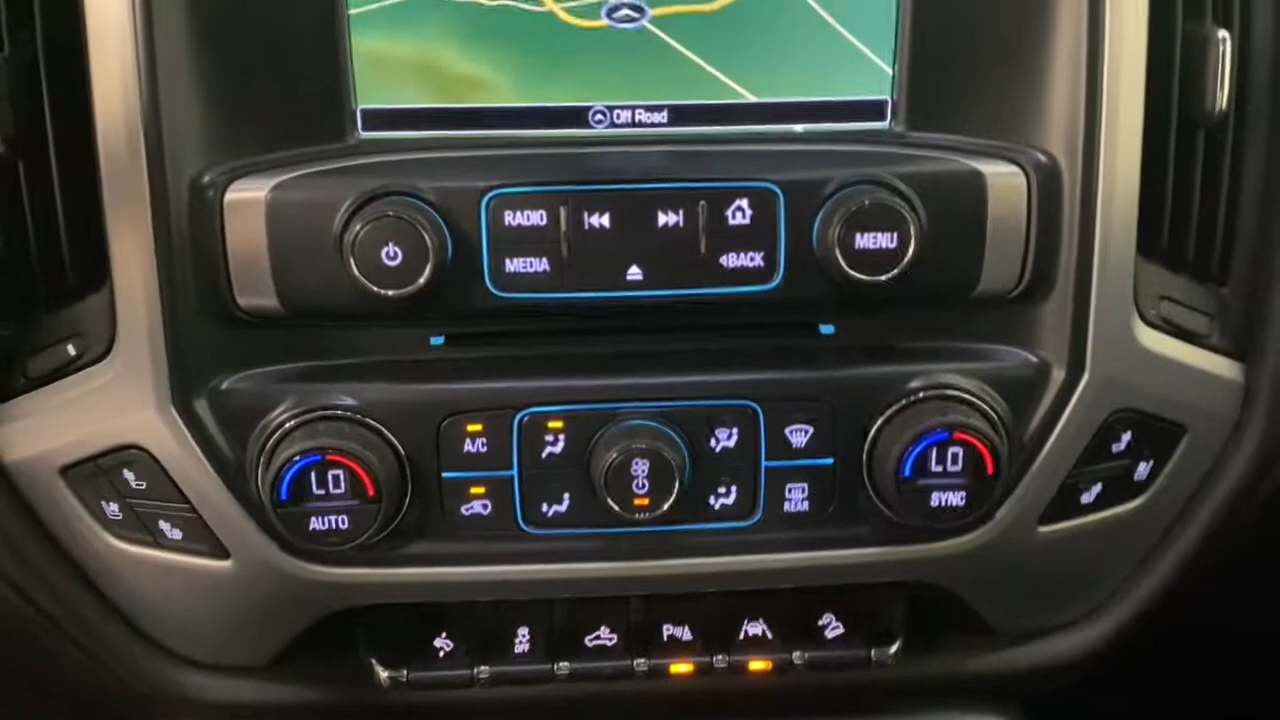 Off Road
RADIO
MEDIA
BACK
MENU
LO
AUTO
A/C
REAR
LO
SYNC
OFF
P